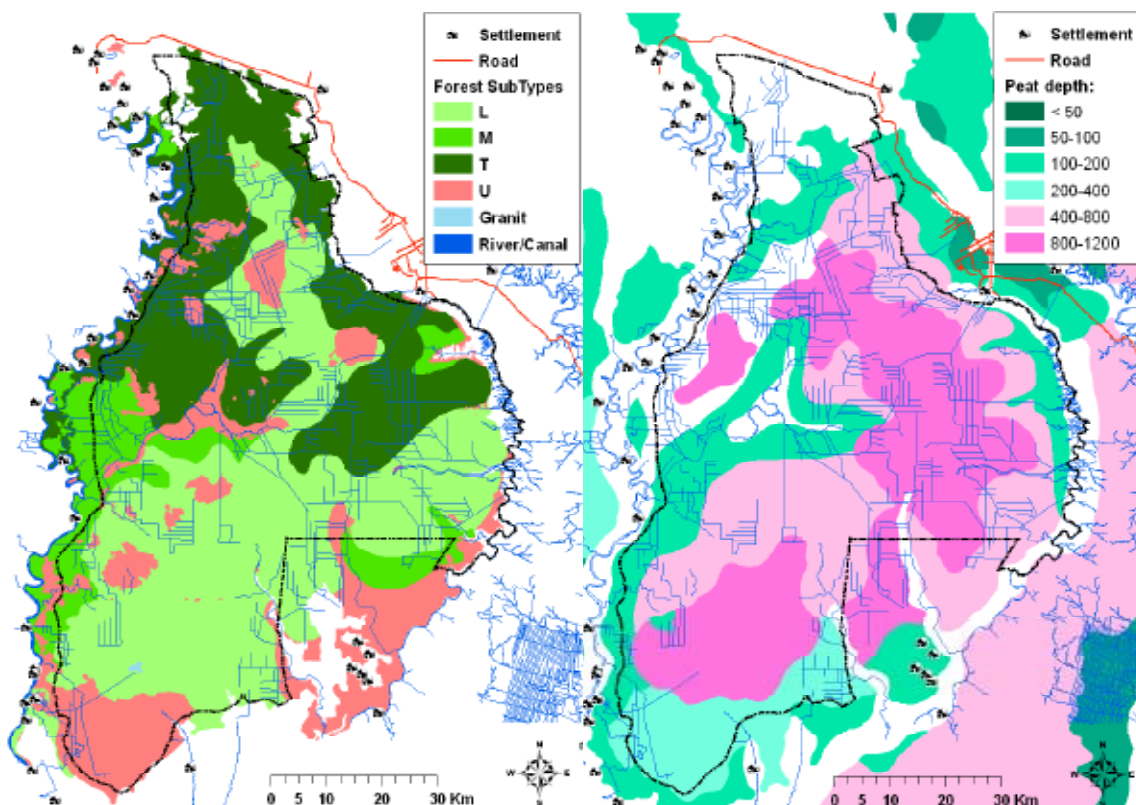 Settlement
Road
Forest SubTypes
L
M
T
U
Granit
River/Canal
N
W E
S
0 5 10 20 30 Km
Settlement
Road
Peat depth:
< 50
50-100
100-200
200-400
400-800
800-1200
N
W E
S
0 5 10 20 30 Km